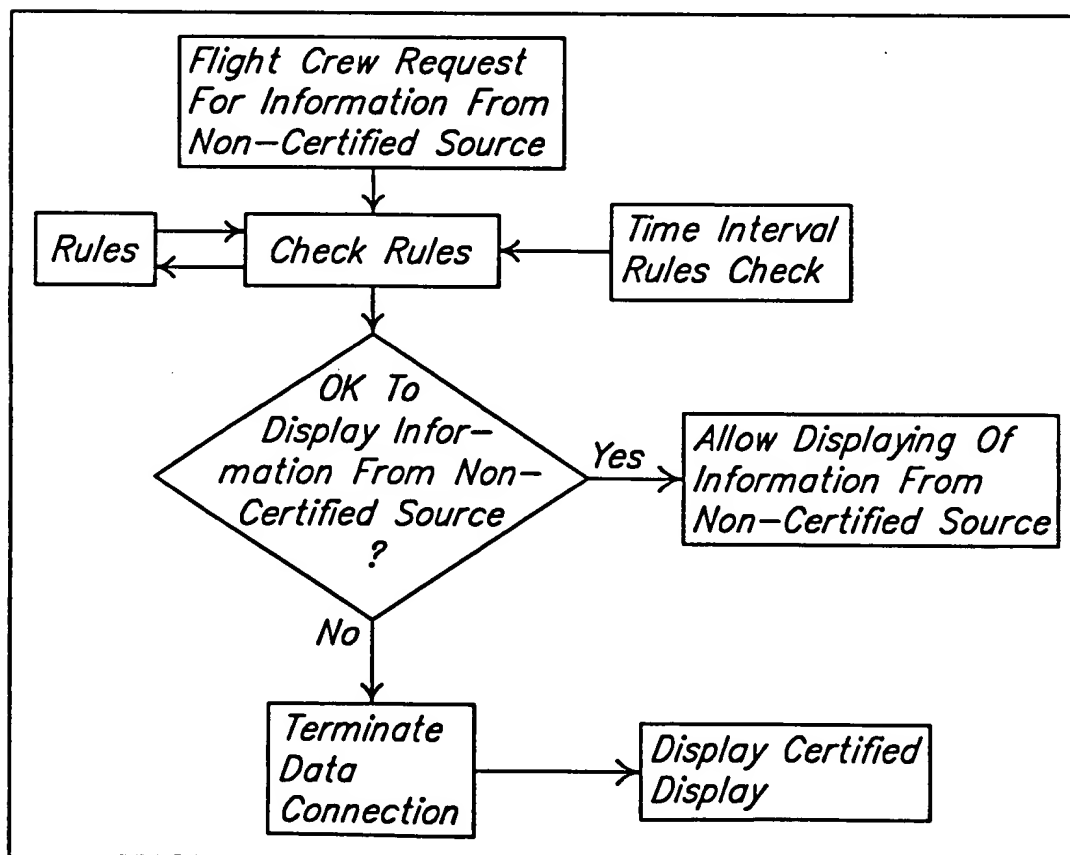 Flight Crew Request
For Information From
Non-Certified Source
Rules
Check Rules
Time Interval
Rules Check
OK To
Display Infor-
mation From Non-
Certified Source
?
Yes
Allow Displaying Of
Information From
Non-Certified Source
No
Terminate
Data
Connection
Display Certified
Display